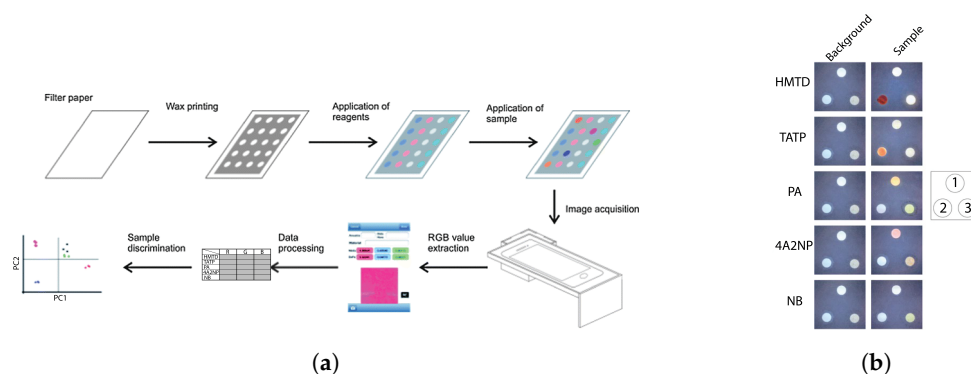 Filter paper
Wax printing
Application of
reagents
Application of
sample
Image acquisition
RGB value
extraction
Data
processing
R G B
HMTD
TATP
PA
4A2NP
NB
Sample
discrimination
PC2
PC1
(a)
Background
Sample
HMTD
TATP
PA
4A2NP
NB
1
2 3
(b)